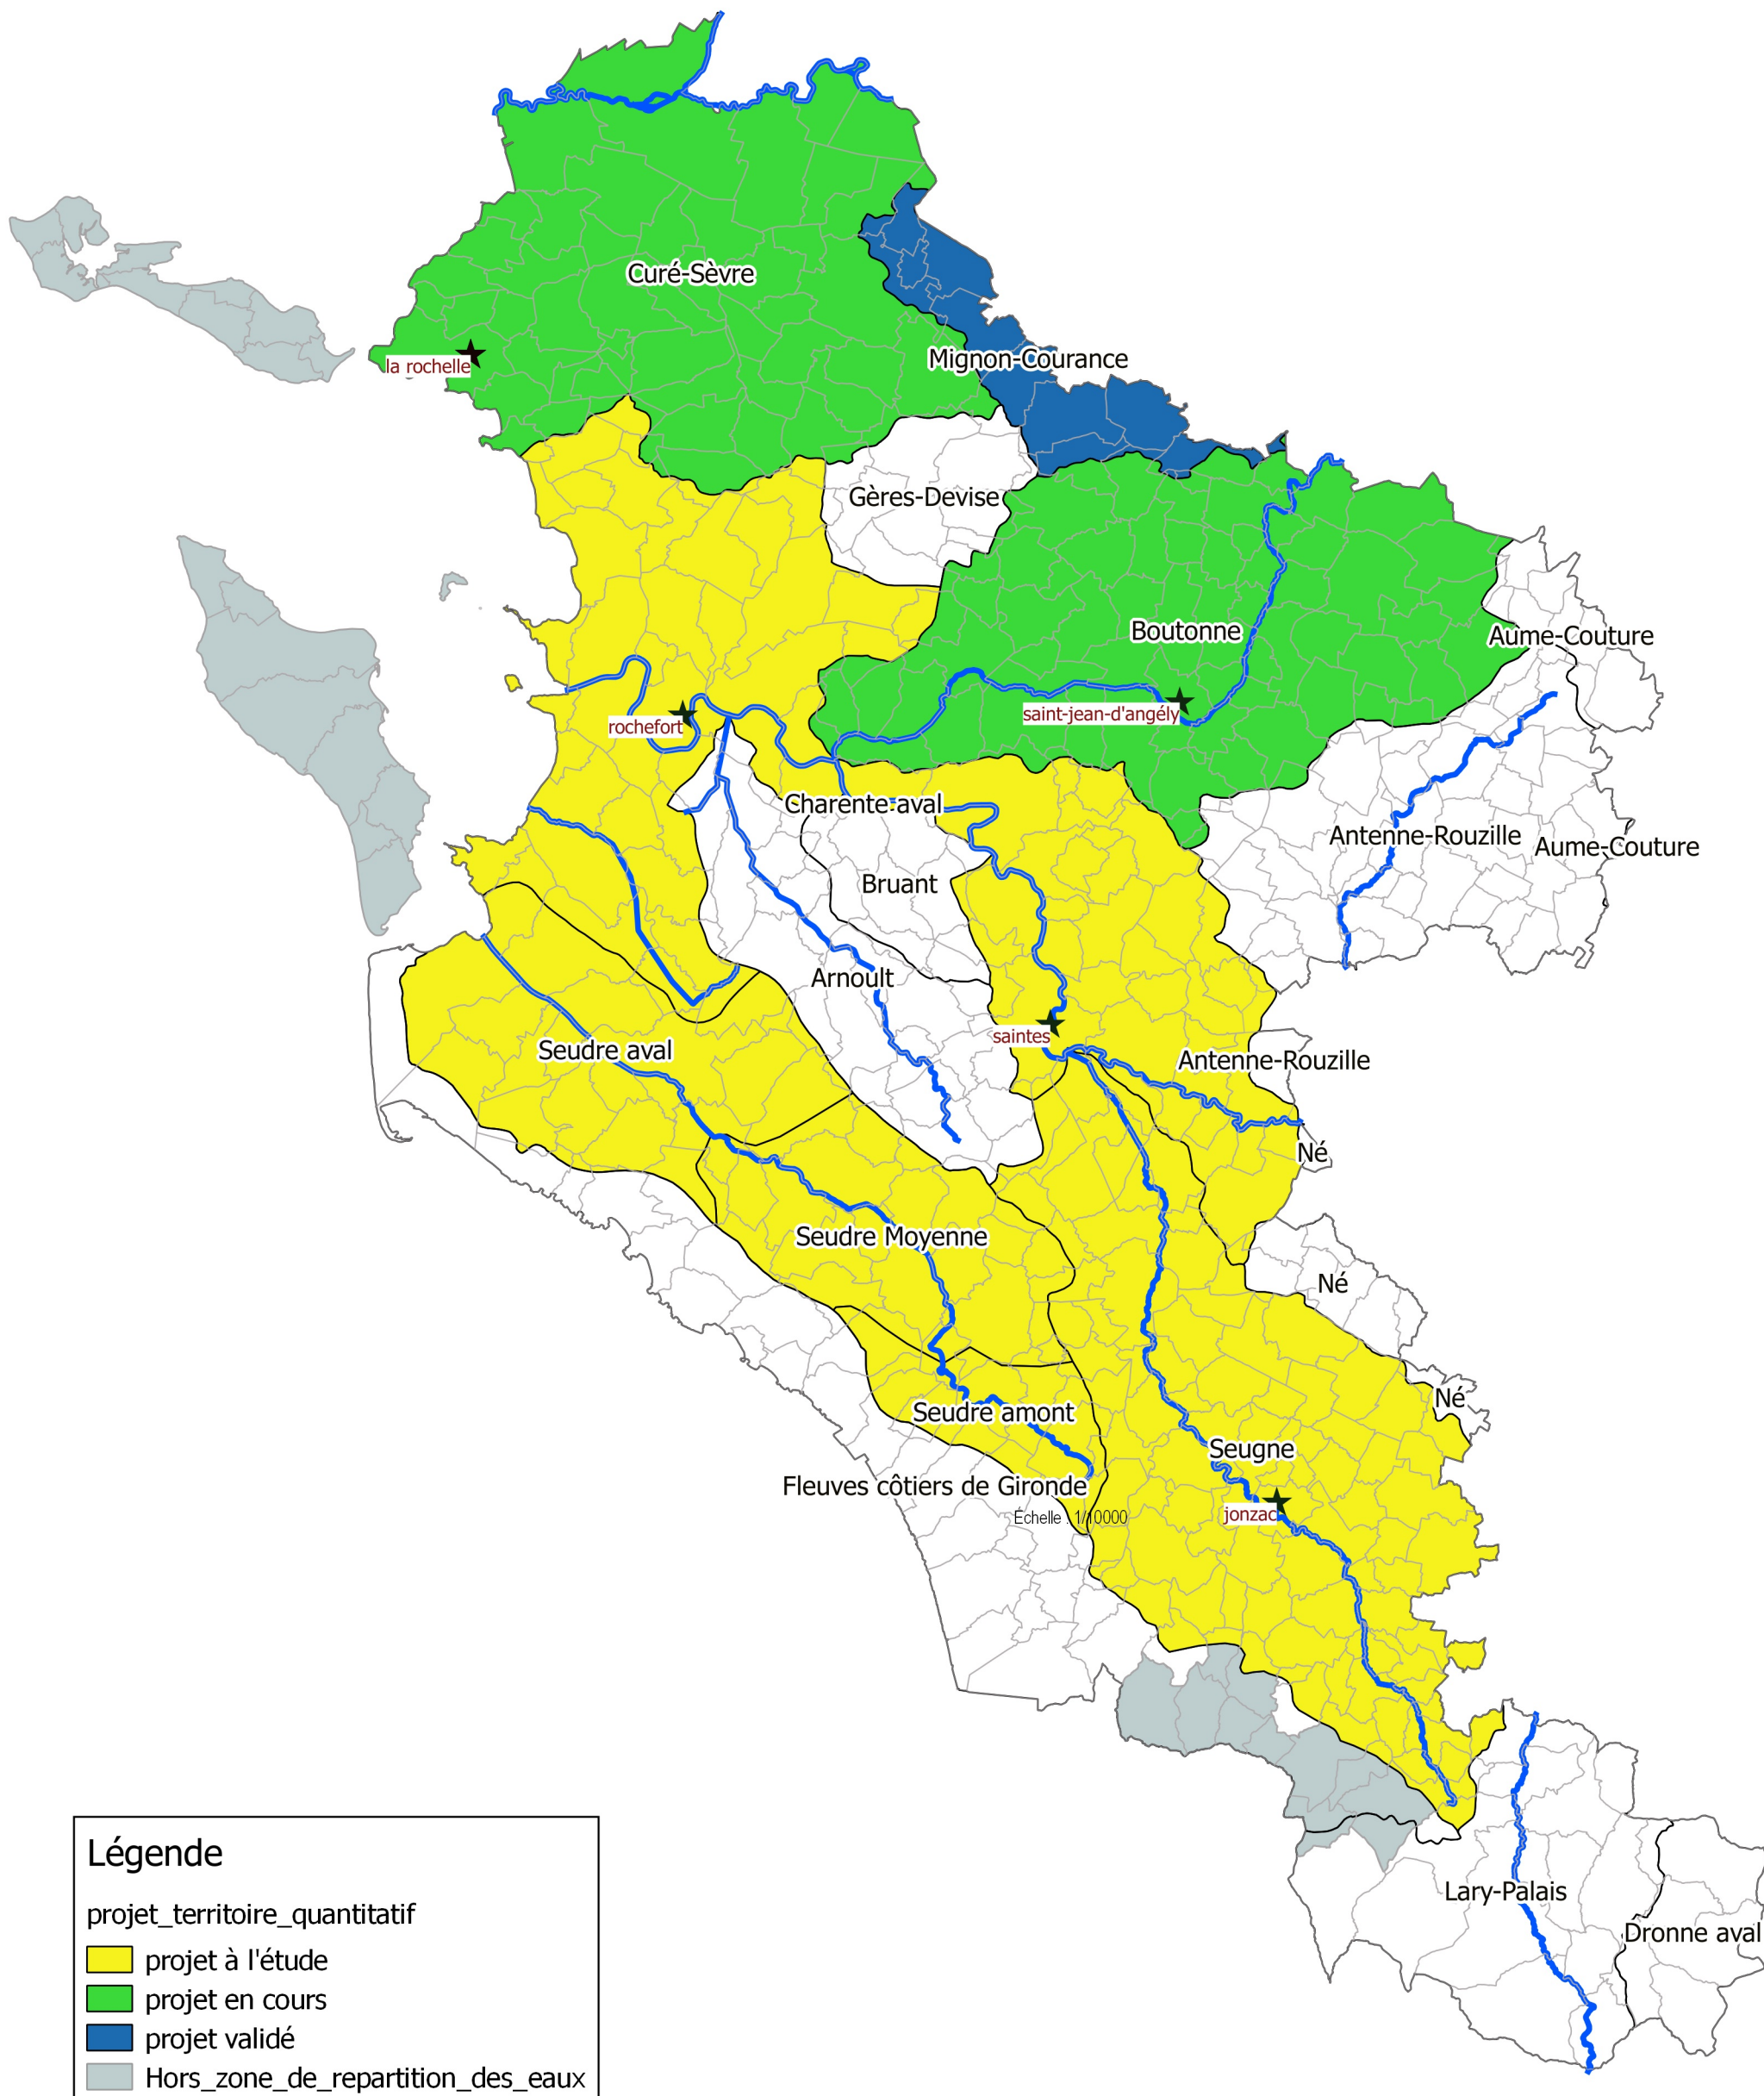 Curé-Sèvre
Mignon-Courance
la rochelle
Gères-Devise
Boutonne
Aume-Couture
saint-jean-d'angély
rochefort
Charente aval
Antenne-Rouzille
Aume-Couture
Bruant
Arnoult
saintes
Seudre aval
Antenne-Rouzille
Né
Seudre Moyenne
Né
Né
Seudre amont
Seugne
Fleuves côtiers de Gironde
Échelle : 1/10000
jonzac
Lary-Palais
Dronne aval
Légende
projet_territoire_quantitatif
projet à l'étude
projet en cours
projet validé
Hors_zone_de_repartition_des_eaux